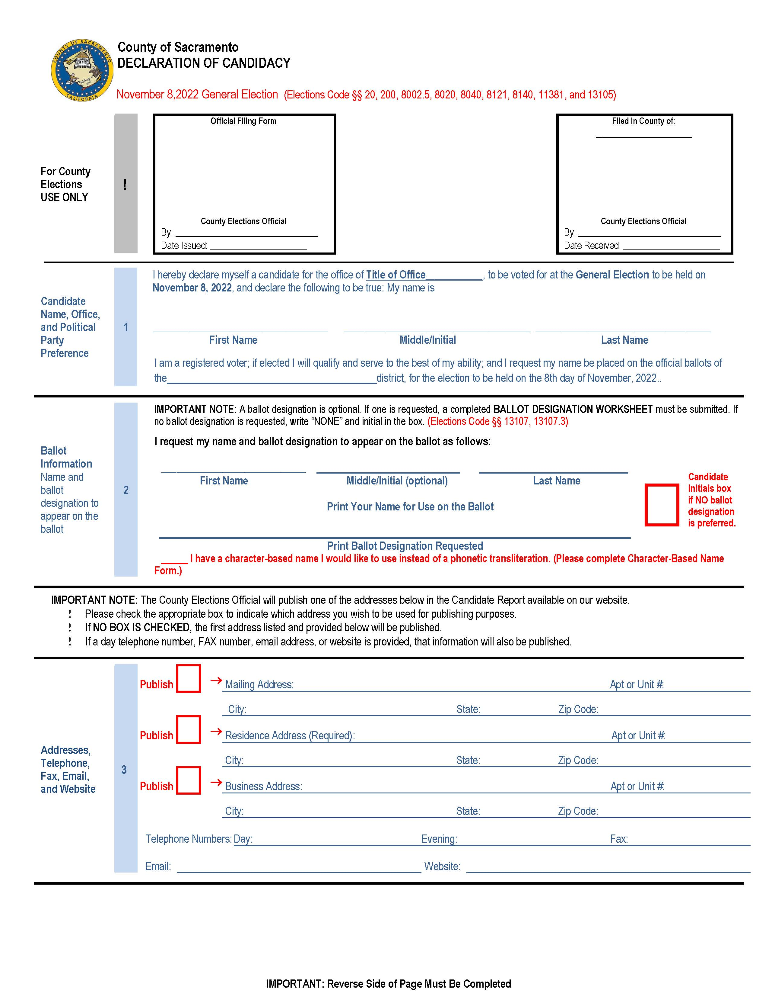 COUNTY OF SACRAMENTO
CALIFORNIA
County of Sacramento
DECLARATION OF CANDIDACY
November 8,2022 General Election (Elections Code §§ 20, 200, 8002.5, 8020, 8040, 8121, 8140, 11381, and 13105)
For County
Elections
USE ONLY
!
Official Filing Form
County Elections Official
By: ____________________________
Date Issued: ___________________
Filed in County of:
___________________
County Elections Official
By: ____________________________
Date Received: ___________________
Candidate
Name, Office,
and Political
Party
Preference
1
I hereby declare myself a candidate for the office of Title of Office___________, to be voted for at the General Election to be held on
November 8, 2022, and declare the following to be true: My name is
First Name Middle/Initial Last Name
I am a registered voter; if elected I will qualify and serve to the best of my ability; and I request my name be placed on the official ballots of
the_________________________________________district, for the election to be held on the 8th day of November, 2022..
Ballot
Information
Name and
ballot
designation to
appear on the
ballot
2
IMPORTANT NOTE: A ballot designation is optional. If one is requested, a completed BALLOT DESIGNATION WORKSHEET must be submitted. If
no ballot designation is requested, write “NONE” and initial in the box. (Elections Code §§ 13107, 13107.3)
I request my name and ballot designation to appear on the ballot as follows:
First Name Middle/Initial (optional) Last Name
Print Your Name for Use on the Ballot
Candidate
initials box
if NO ballot
designation
is preferred.
Print Ballot Designation Requested
_____ I have a character-based name I would like to use instead of a phonetic transliteration. (Please complete Character-Based Name
Form.)
IMPORTANT NOTE: The County Elections Official will publish one of the addresses below in the Candidate Report available on our website.
! Please check the appropriate box to indicate which address you wish to be used for publishing purposes.
! If NO BOX IS CHECKED, the first address listed and provided below will be published.
! If a day telephone number, FAX number, email address, or website is provided, that information will also be published.
Addresses,
Telephone,
Fax, Email,
and Website
3
Publish → Mailing Address: Apt or Unit #:
City: State: Zip Code:
Publish → Residence Address (Required): Apt or Unit #:
City: State: Zip Code:
Publish → Business Address: Apt or Unit #:
City: State: Zip Code:
Telephone Numbers: Day: Evening: Fax:
Email: Website:
IMPORTANT: Reverse Side of Page Must Be Completed